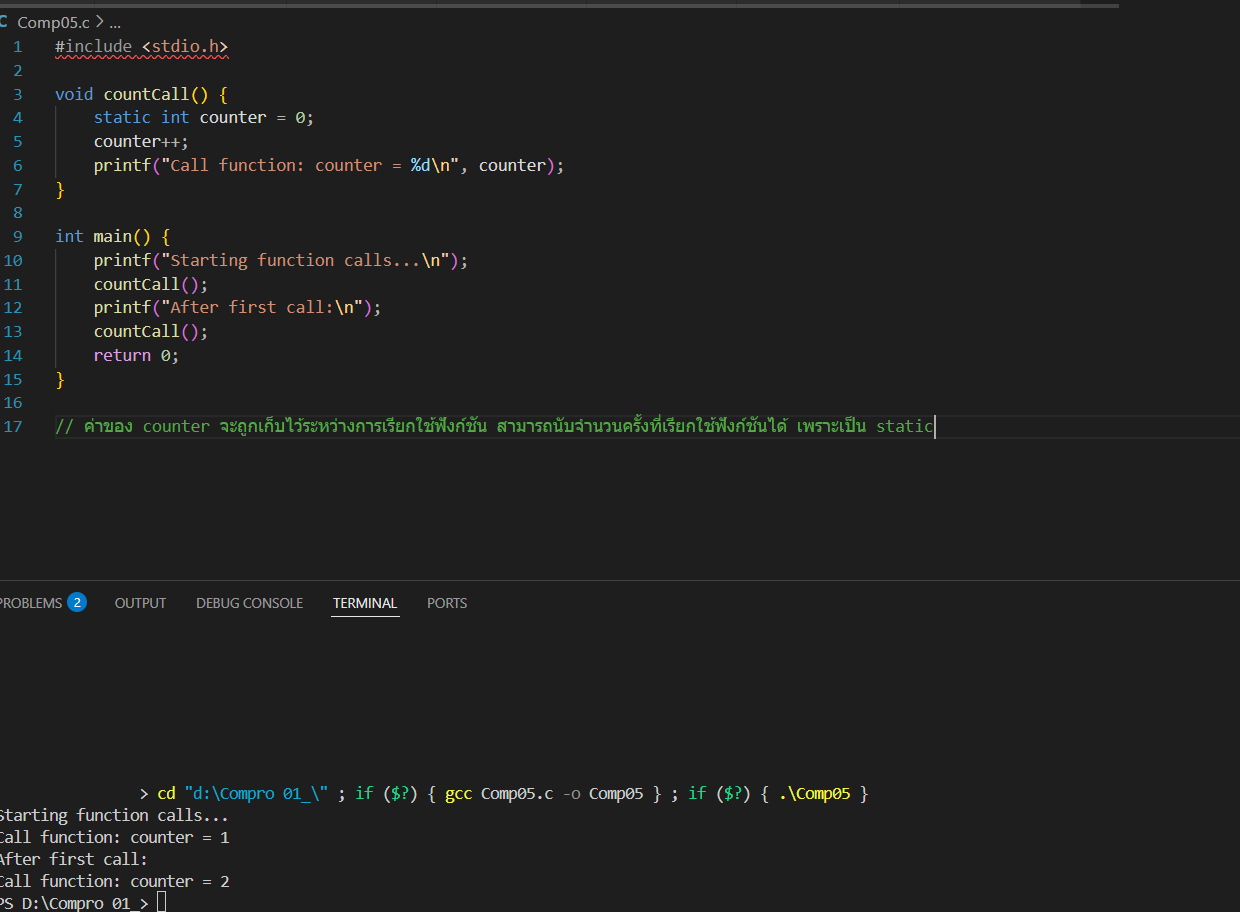 C Comp05.c > ...
1 #include <stdio.h>
2
3 void countCall() {
4     static int counter = 0;
5     counter++;
6     printf("Call function: counter = %d\n", counter);
7 }
8
9 int main() {
10     printf("Starting function calls...\n");
11     countCall();
12     printf("After first call:\n");
13     countCall();
14     return 0;
15 }
16
17 // ค่าของ counter จะถูกเก็บไว้ระหว่างการเรียกใช้ฟังก์ชัน สามารถนับจำนวนครั้งที่เรียกใช้ฟังก์ชันได้ เพราะเป็น static
PROBLEMS 2 OUTPUT DEBUG CONSOLE TERMINAL PORTS
> cd "d:\Compro 01_\" ; if ($?) { gcc Comp05.c -o Comp05 } ; if ($?) { .\Comp05 }
Starting function calls...
Call function: counter = 1
After first call:
Call function: counter = 2
PS D:\Compro 01_>